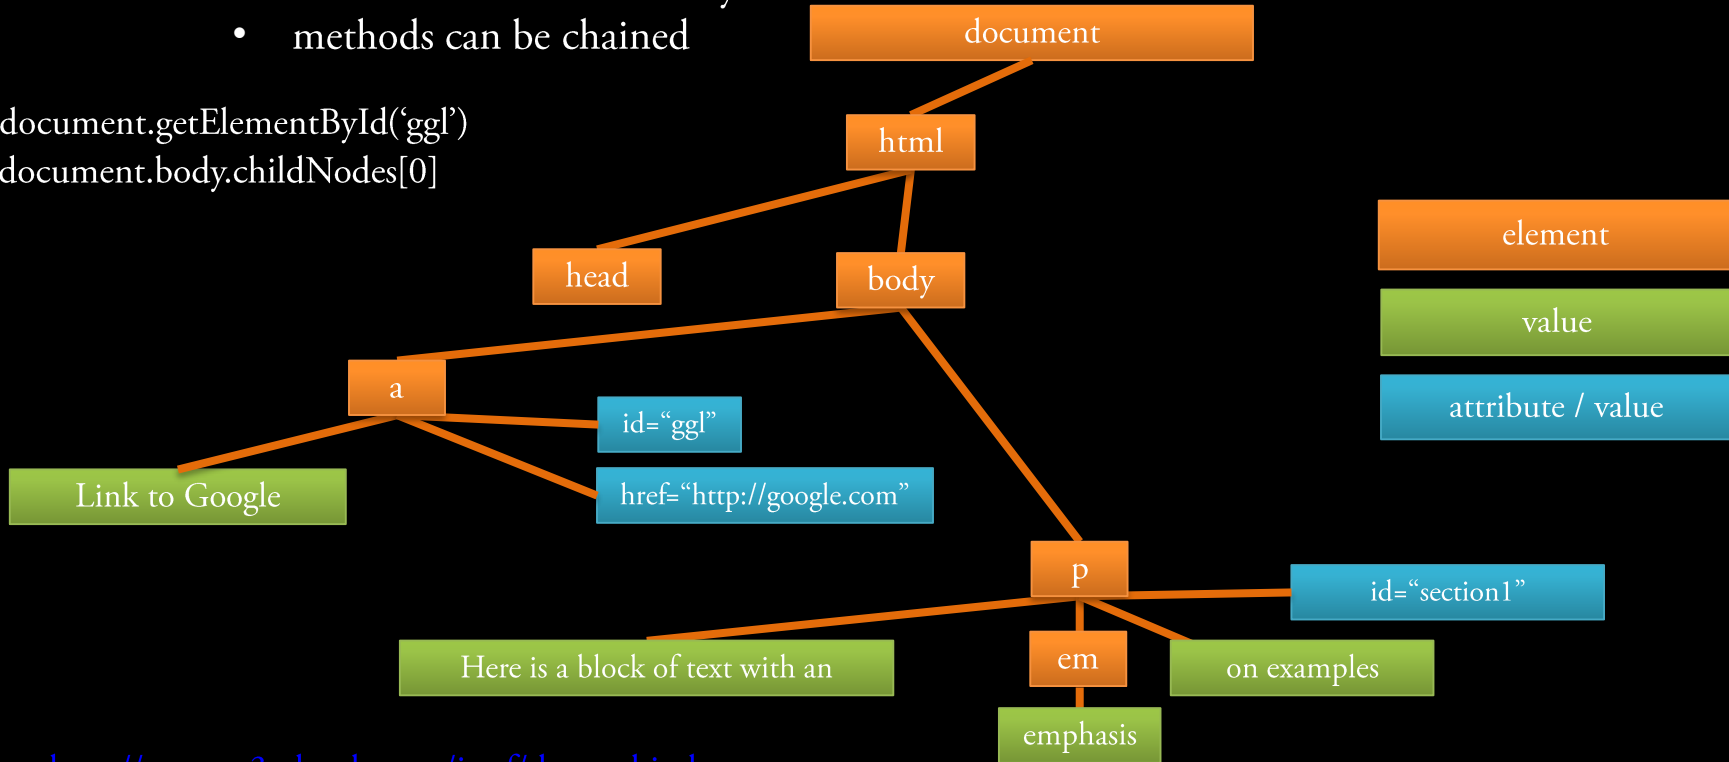 methods can be chained
document.getElementById(‘ggl’)
document.body.childNodes[0]
document
html
head
body
element
value
attribute / value
a
id=“ggl”
href=“http://google.com”
Link to Google
p
id=“section1”
Here is a block of text with an
em
on examples
emphasis